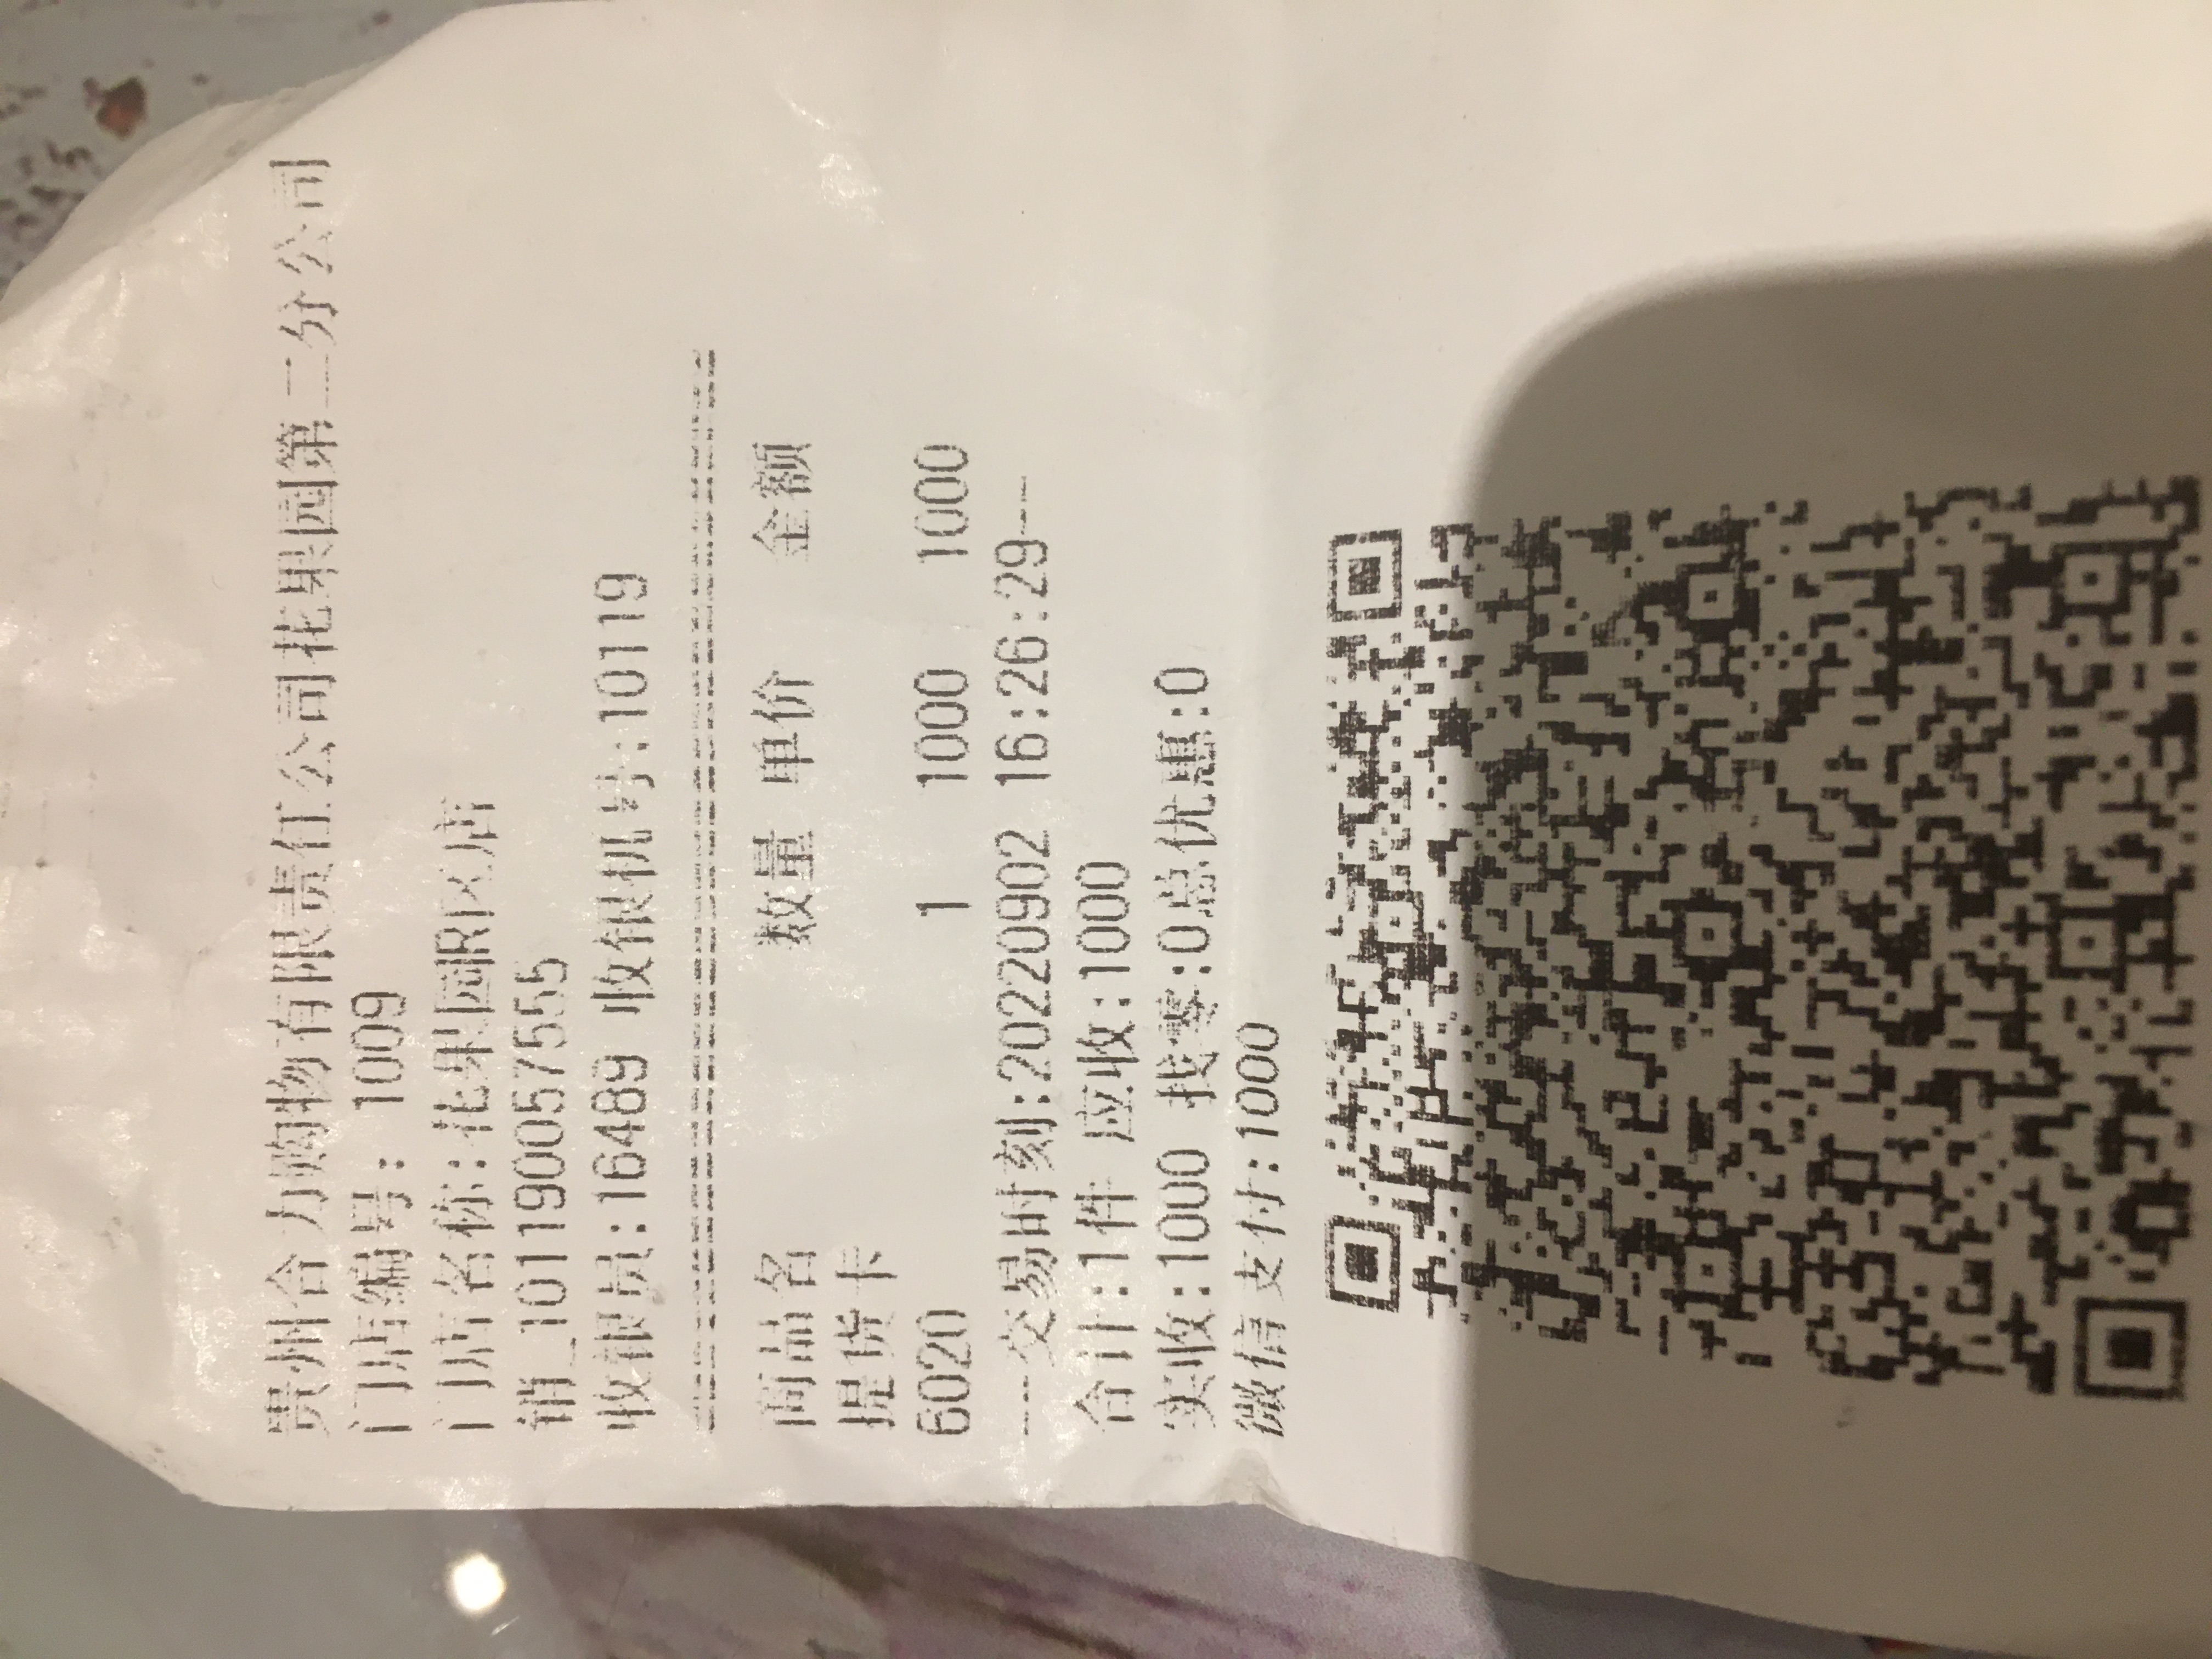 贵州合力购物有限责任公司花果园第二分公司
门店编号: 1009
门店名称:花果园R区店
销_101190057555
收银员:16489 收银机号:10119
商品名 数量 单价 金额
提货卡
6020 1 1000 1000
---交易时刻:20220902 16:26:29---
合计:1件 应收:1000
实收:1000 找零:0总优惠:0
微信支付:1000